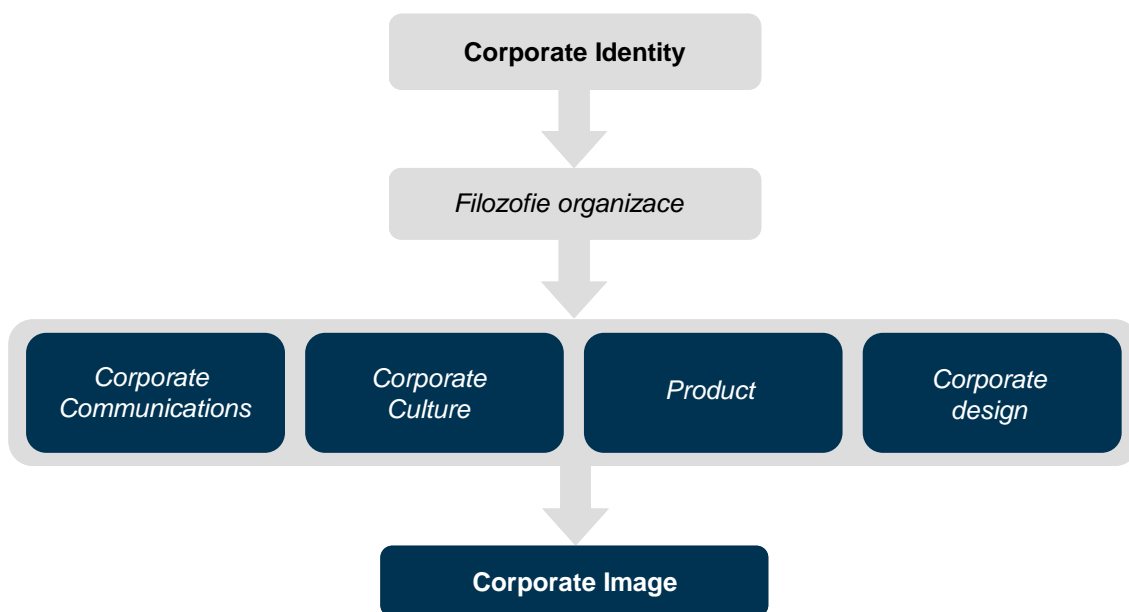 Corporate Identity
Filozofie organizace
Corporate
Communications
Corporate
Culture
Product
Corporate
design
Corporate Image